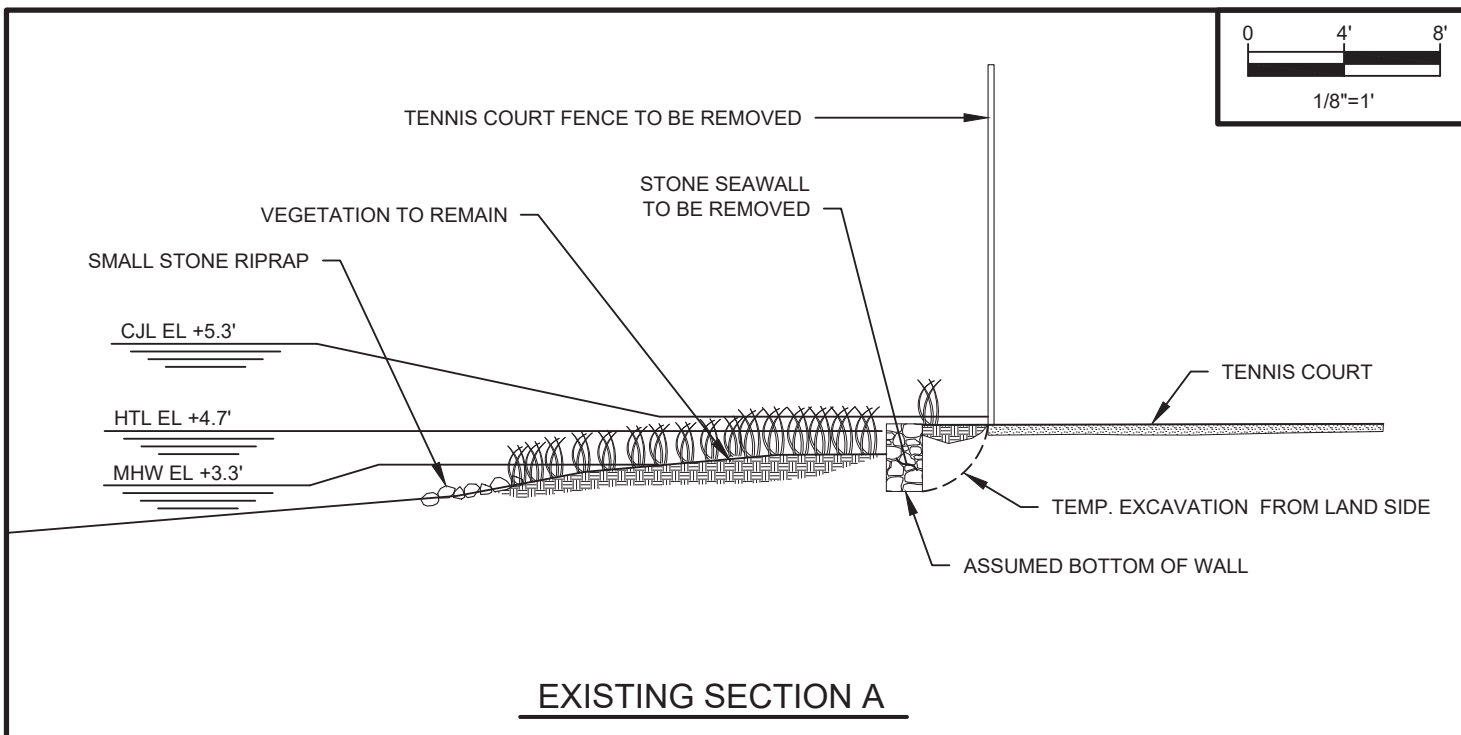 0 4' 8'
1/8"=1'
TENNIS COURT FENCE TO BE REMOVED
STONE SEAWALL
TO BE REMOVED
VEGETATION TO REMAIN
SMALL STONE RIPRAP
CJL EL +5.3'
TENNIS COURT
HTL EL +4.7'
MHW EL +3.3'
TEMP. EXCAVATION FROM LAND SIDE
ASSUMED BOTTOM OF WALL
EXISTING SECTION A